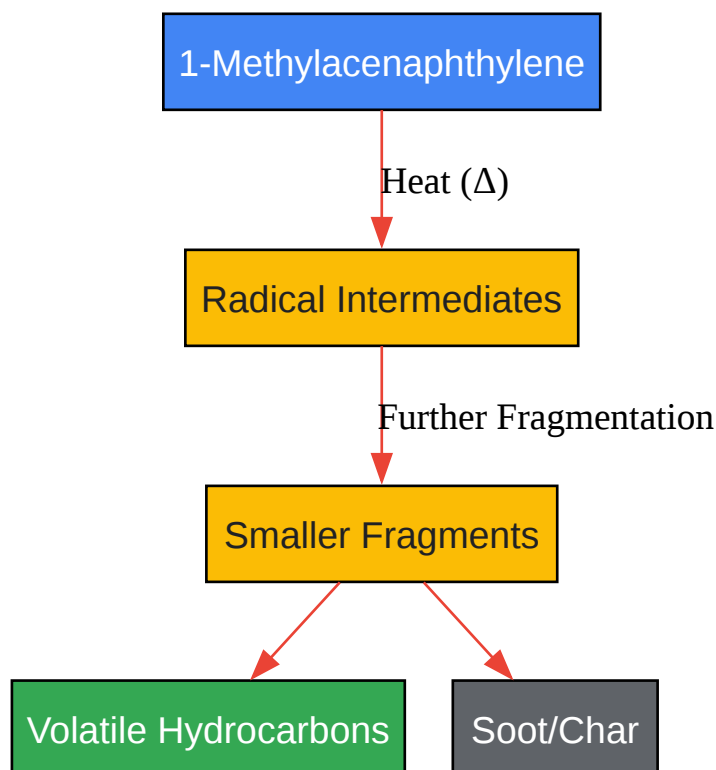 1-Methylacenaphthylene
Heat (Δ)
Radical Intermediates
Further Fragmentation
Smaller Fragments
Volatile Hydrocarbons
Soot/Char